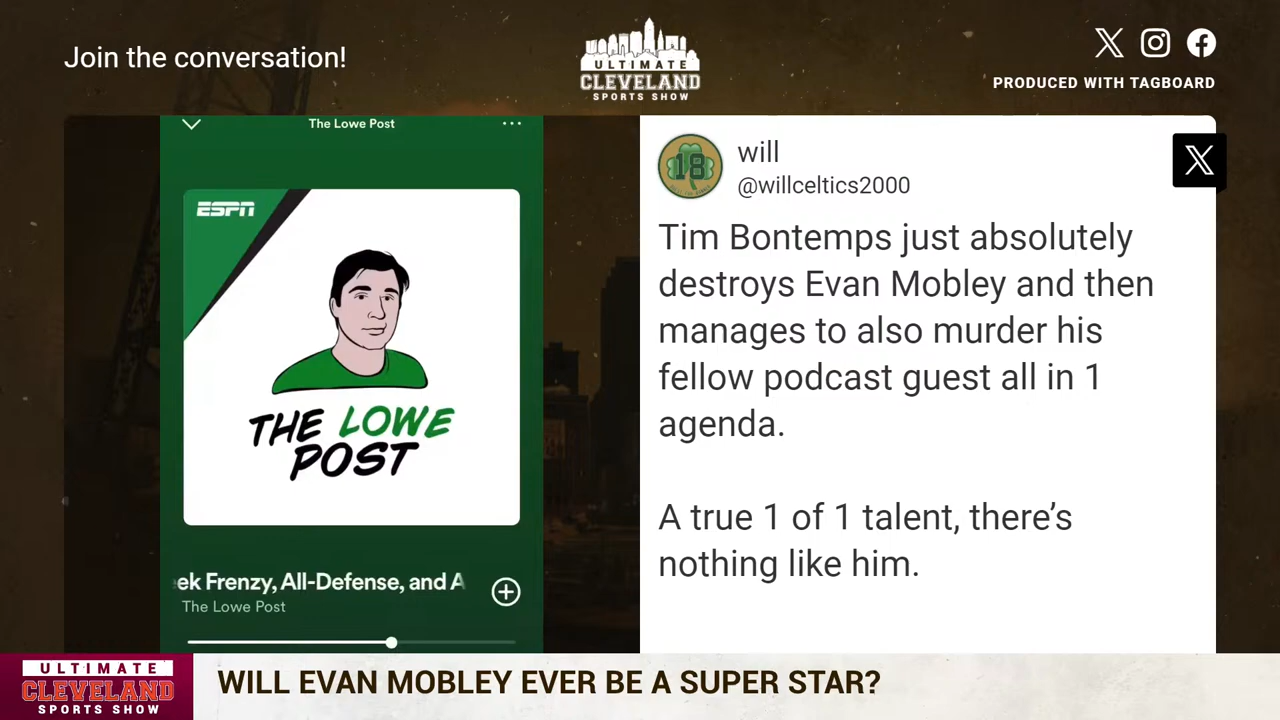 Join the conversation!
ULTIMATE
CLEVELAND
SPORTS SHOW
PRODUCED WITH TAGBOARD
The Lowe Post
ESPN
THE LOWE
POST
ek Frenzy, All-Defense, and A
The Lowe Post
18
will
@willceltics2000
Tim Bontemps just absolutely
destroys Evan Mobley and then
manages to also murder his
fellow podcast guest all in 1
agenda.
A true 1 of 1 talent, there's
nothing like him.
ULTIMATE
CLEVELAND
SPORTS SHOW
WILL EVAN MOBLEY EVER BE A SUPER STAR?